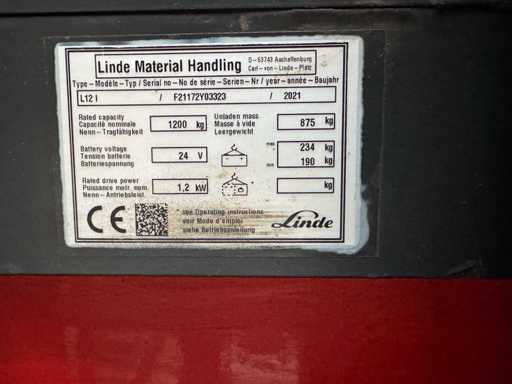 Linde Material Handling
D-63743 Aschaffenburg
Carl-von-Linde-Platz
Type-Modèle-Typ / Serial no-No de série-Serien-Nr / year-année-Baujahr
L12 I / F21172Y03323 / 2021
Rated capacity
Capacité nominale
Nenn-Tragfähigkeit
1200 kg
Unladen mass
Masse à vide
Leergewicht
875 kg
Battery voltage
Tension batterie
Batteriespannung
24 V
max 234 kg
min 190 kg
Rated drive power
Puissance motr. nom.
Nenn-Antriebsleist.
1,2 kW
kg
CE
* see Operating instructions
voir Mode d'emploi
siehe Betriebsanleitung
Linde